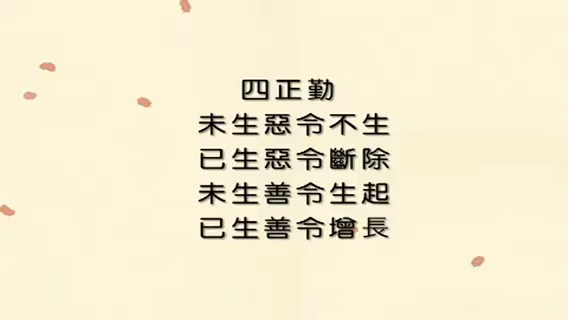 四正勤
未生惡令不生
已生惡令斷除
未生善令生起
已生善令增長